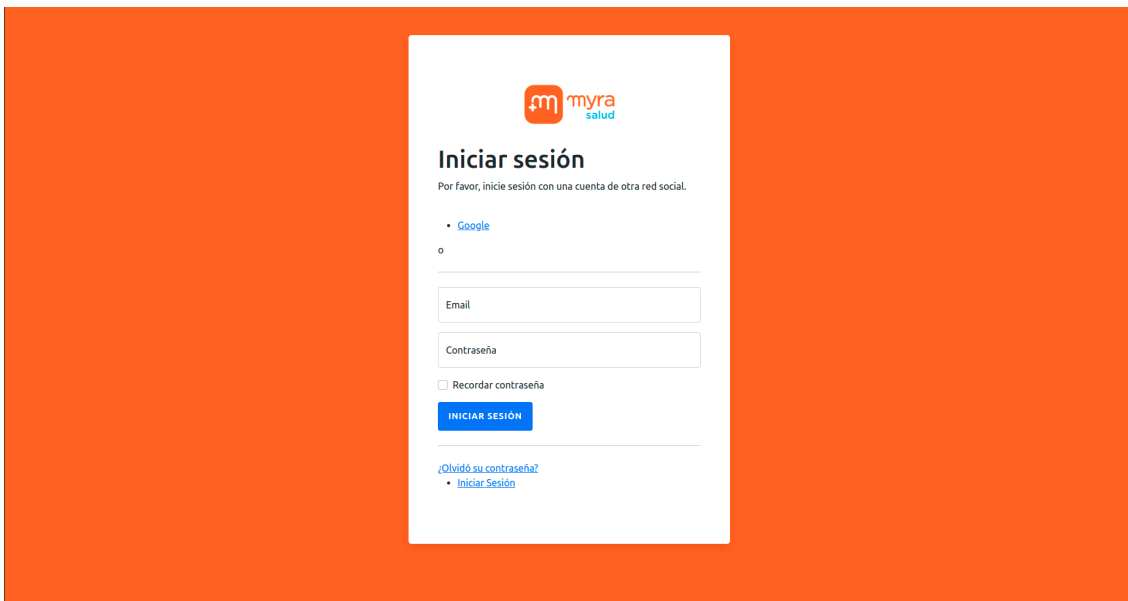 myra
salud
Iniciar sesión
Por favor, inicie sesión con una cuenta de otra red social.
Google
o
Email
Contraseña
Recordar contraseña
INICIAR SESIÓN
¿Olvidó su contraseña?
Iniciar Sesión